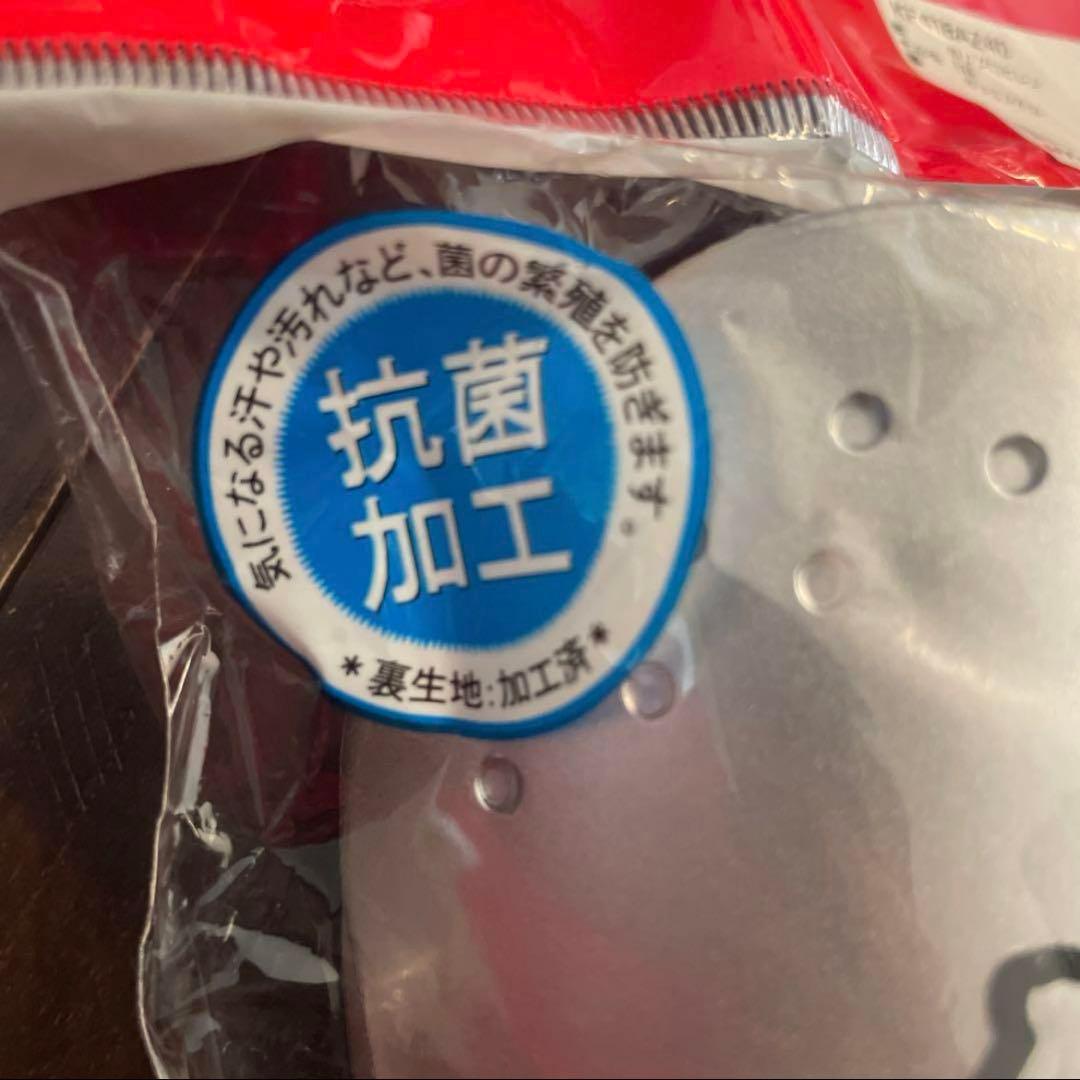 気になる汗や汚れなど、菌の繁殖を防ぎます。
抗菌
加工
*裏生地:加工済*